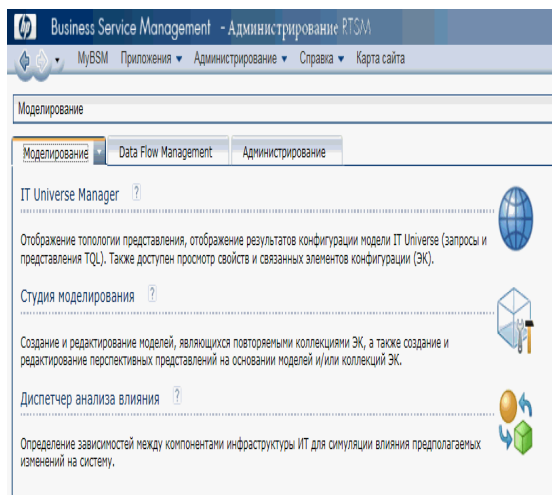 hp Business Service Management - Администрирование RTSM
MyBSM Приложения Администрирование Справка Карта сайта
Моделирование
Моделирование Data Flow Management Администрирование
IT Universe Manager ?
Отображение топологии представления, отображение результатов конфигурации модели IT Universe (запросы и
представления TQL). Также доступен просмотр свойств и связанных элементов конфигурации (ЭК).
Студия моделирования ?
Создание и редактирование моделей, являющихся повторяемыми коллекциями ЭК, а также создание и
редактирование перспективных представлений на основании моделей и/или коллекций ЭК.
Диспетчер анализа влияния ?
Определение зависимостей между компонентами инфраструктуры ИТ для симуляции влияния предполагаемых
изменений на систему.